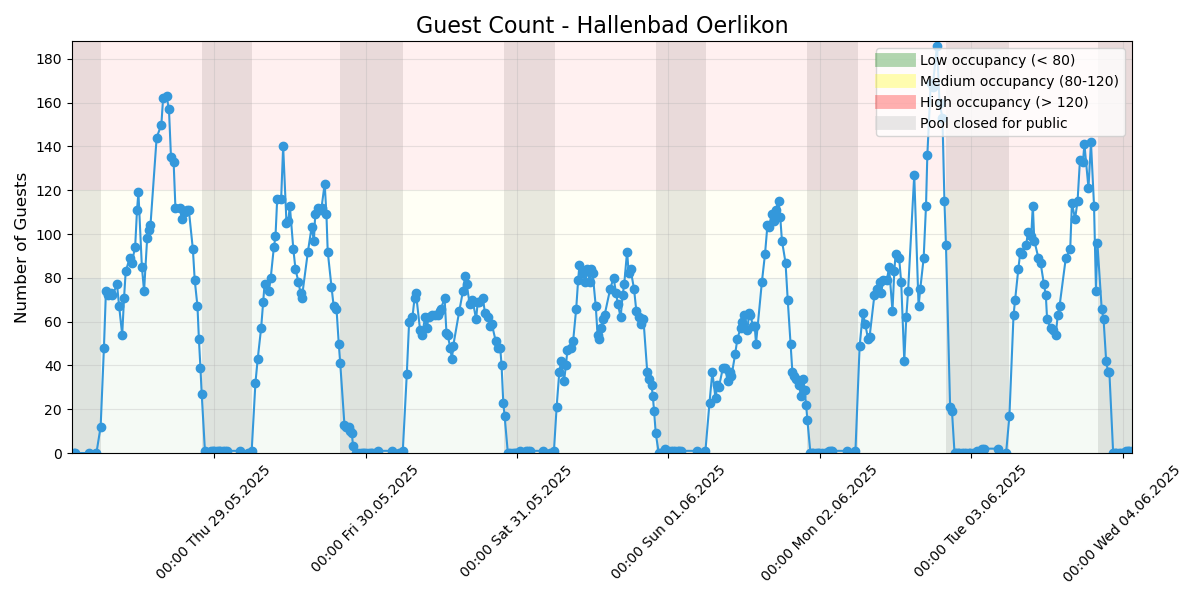 Guest Count - Hallenbad Oerlikon
Number of Guests
180
160
140
120
100
80
60
40
20
0
Low occupancy (< 80)
Medium occupancy (80-120)
High occupancy (> 120)
Pool closed for public
00:00 Thu 29.05.2025
00:00 Fri 30.05.2025
00:00 Sat 31.05.2025
00:00 Sun 01.06.2025
00:00 Mon 02.06.2025
00:00 Tue 03.06.2025
00:00 Wed 04.06.2025